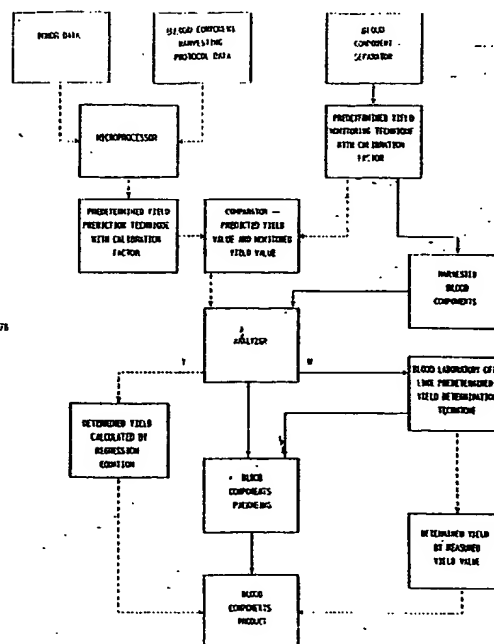 DONOR DATA
BLOOD COMPONENT
HARVESTING
PROTOCOL DATA
BLOOD
COMPONENT
SEPARATOR
MICROPROCESSOR
PREDETERMINED YIELD
MONITORING TECHNIQUE
WITH CALIBRATION
FACTOR
PREDETERMINED YIELD
PREDICTION TECHNIQUE
WITH CALIBRATION
FACTOR
COMPARATOR —
PREDICTED YIELD
VALUE AND MONITORED
YIELD VALUE
HARVESTED
BLOOD
COMPONENTS
ANALYZER
Y
N
BLOOD LABORATORY OFF
LINE PREDETERMINED
YIELD DETERMINATION
TECHNIQUE
DETERMINED YIELD
CALCULATED BY
REGRESSION
EQUATION
BLOOD
COMPONENTS
PACKAGING
DETERMINED YIELD
BY MEASURED
YIELD VALUE
BLOOD
COMPONENTS
PRODUCT